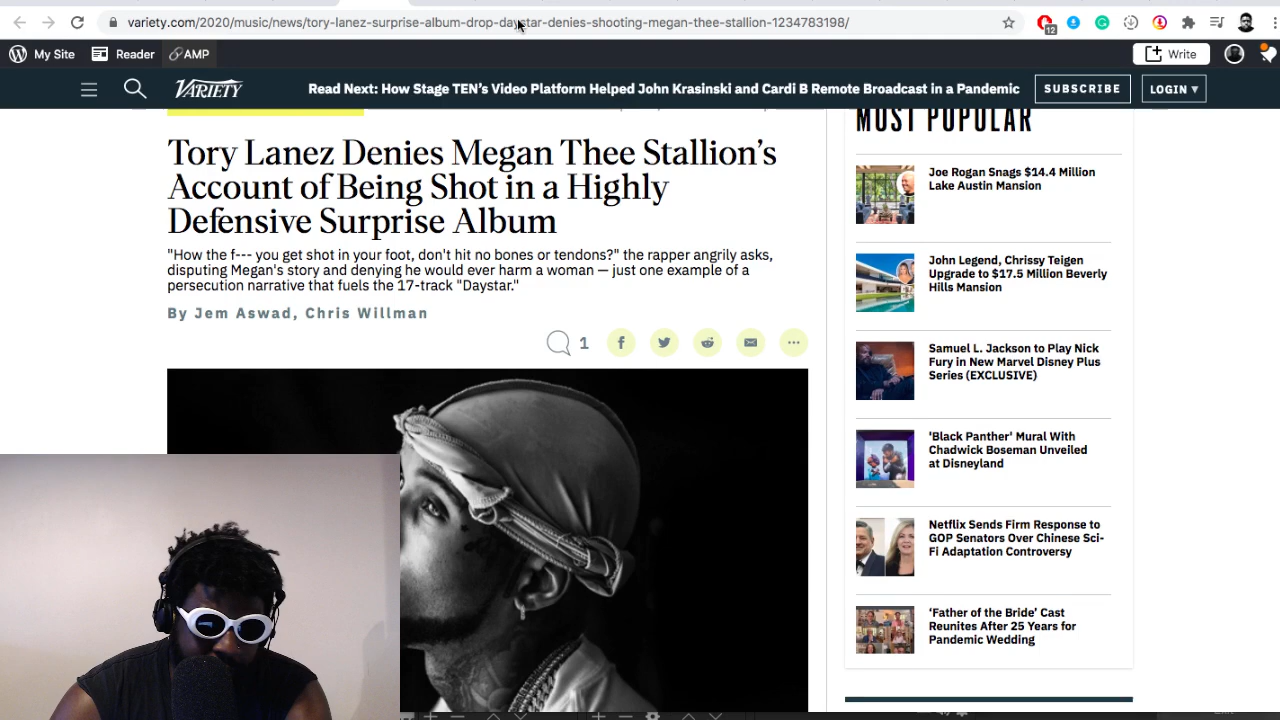 variety.com/2020/music/news/tory-lanez-surprise-album-drop-daystar-denies-shooting-megan-thee-stallion-1234783198/
12
My Site
Reader
AMP
Write
VARIETY
Read Next: How Stage TEN's Video Platform Helped John Krasinski and Cardi B Remote Broadcast in a Pandemic
SUBSCRIBE
LOGIN ▾
Tory Lanez Denies Megan Thee Stallion's
Account of Being Shot in a Highly
Defensive Surprise Album
"How the f--- you get shot in your foot, don't hit no bones or tendons?" the rapper angrily asks,
disputing Megan's story and denying he would ever harm a woman — just one example of a
persecution narrative that fuels the 17-track "Daystar."
By Jem Aswad, Chris Willman
1
MOST POPULAR
Joe Rogan Snags $14.4 Million
Lake Austin Mansion
John Legend, Chrissy Teigen
Upgrade to $17.5 Million Beverly
Hills Mansion
Samuel L. Jackson to Play Nick
Fury in New Marvel Disney Plus
Series (EXCLUSIVE)
'Black Panther' Mural With
Chadwick Boseman Unveiled
at Disneyland
Netflix Sends Firm Response to
GOP Senators Over Chinese Sci-
Fi Adaptation Controversy
'Father of the Bride' Cast
Reunites After 25 Years for
Pandemic Wedding